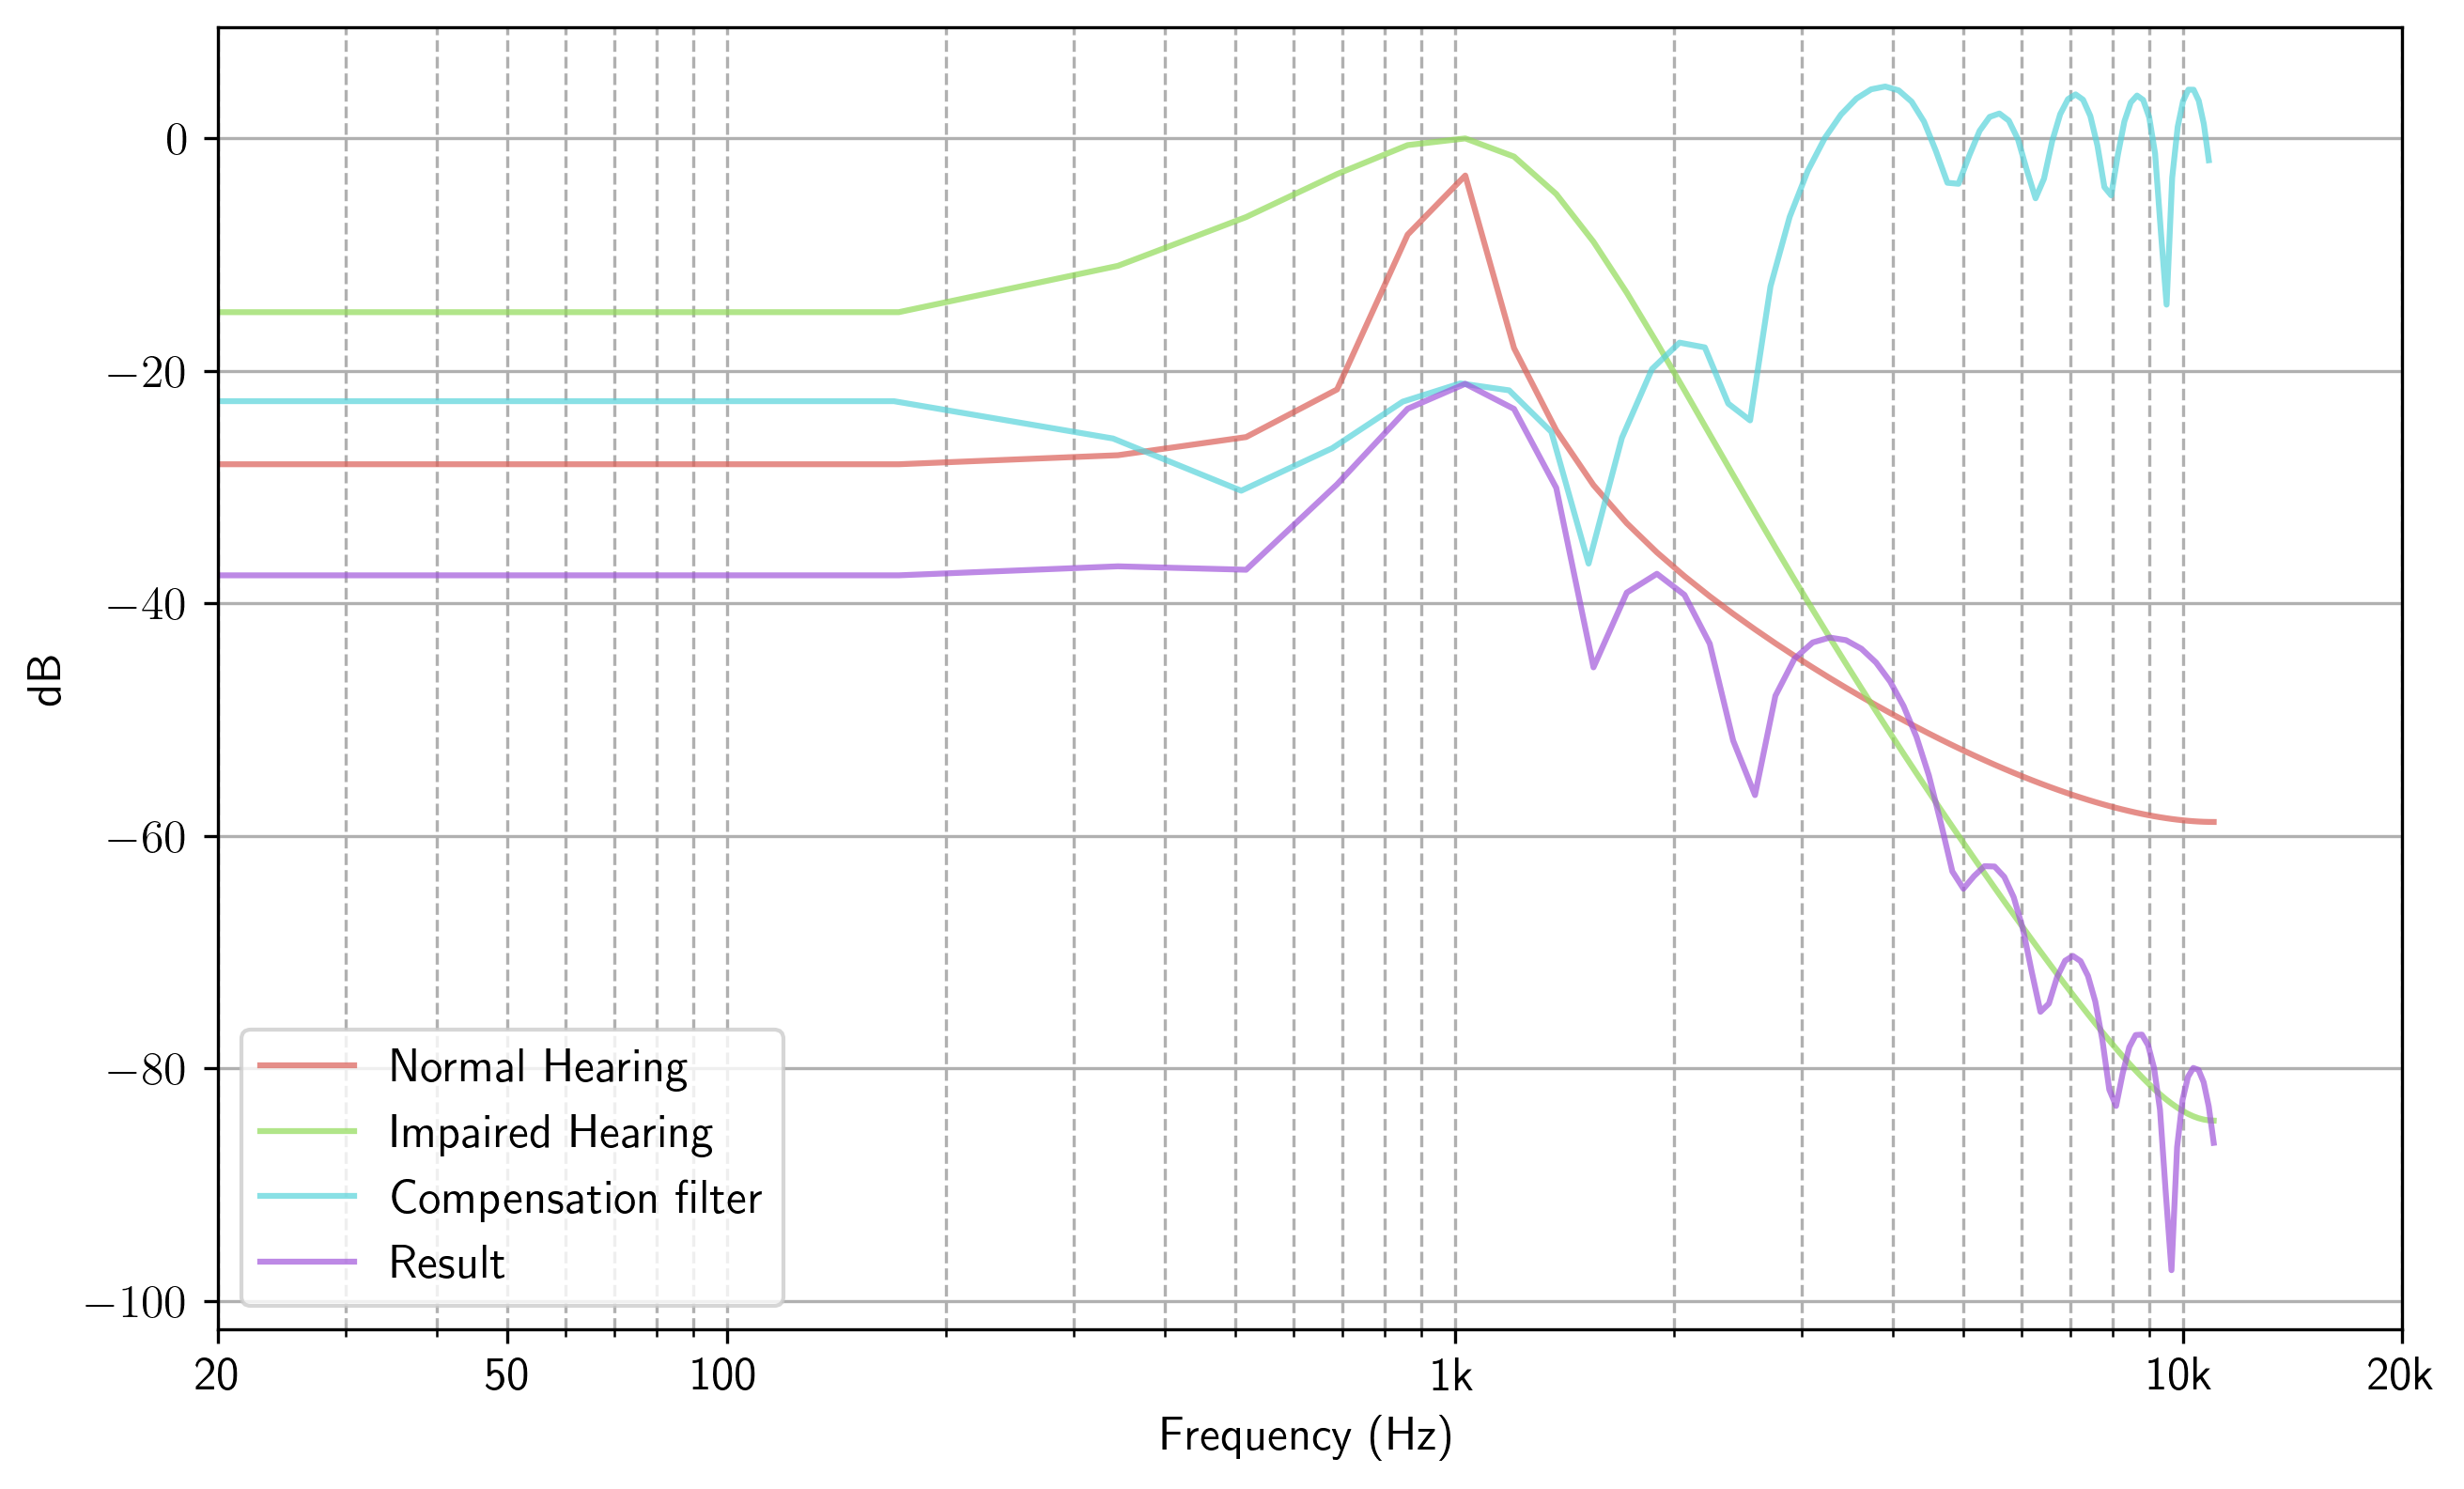 0
−20
−40
−60
−80
−100
dB
Normal Hearing
Impaired Hearing
Compensation filter
Result
20 50 100 1k 10k 20k
Frequency (Hz)